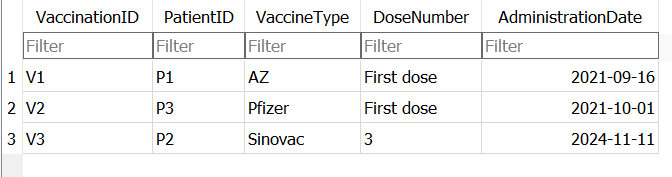 VaccinationID PatientID VaccineType DoseNumber AdministrationDate
Filter Filter Filter Filter Filter
1 V1 P1 AZ First dose 2021-09-16
2 V2 P3 Pfizer First dose 2021-10-01
3 V3 P2 Sinovac 3 2024-11-11